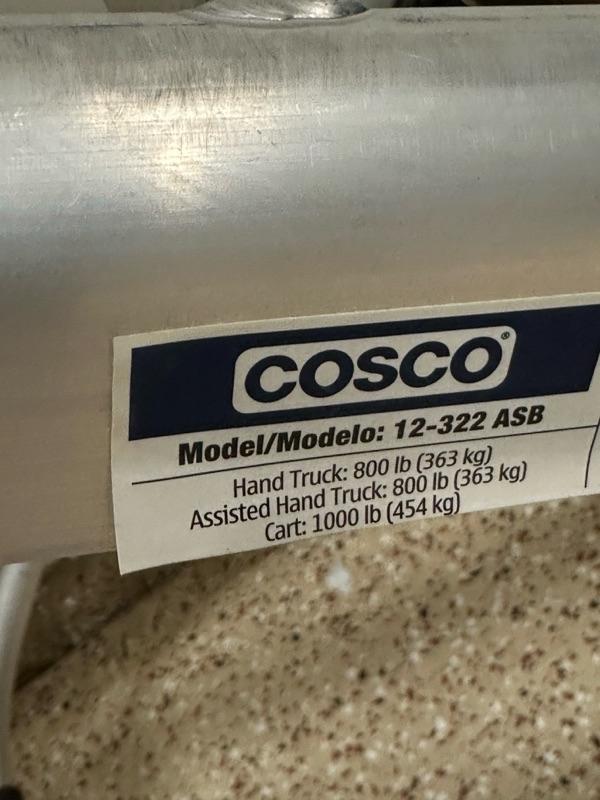 COSCO®
Model/Modelo: 12-322 ASB
Hand Truck: 800 lb (363 kg)
Assisted Hand Truck: 800 lb (363 kg)
Cart: 1000 lb (454 kg)